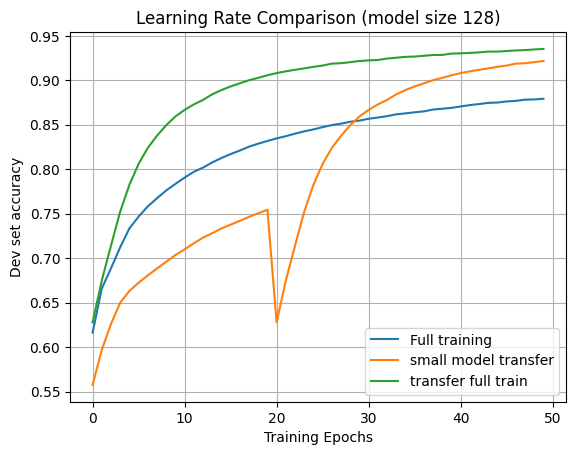 Learning Rate Comparison (model size 128)
0.95
0.90
0.85
0.80
0.75
0.70
0.65
0.60
0.55
Dev set accuracy
Full training
small model transfer
transfer full train
0
10
20
30
40
50
Training Epochs